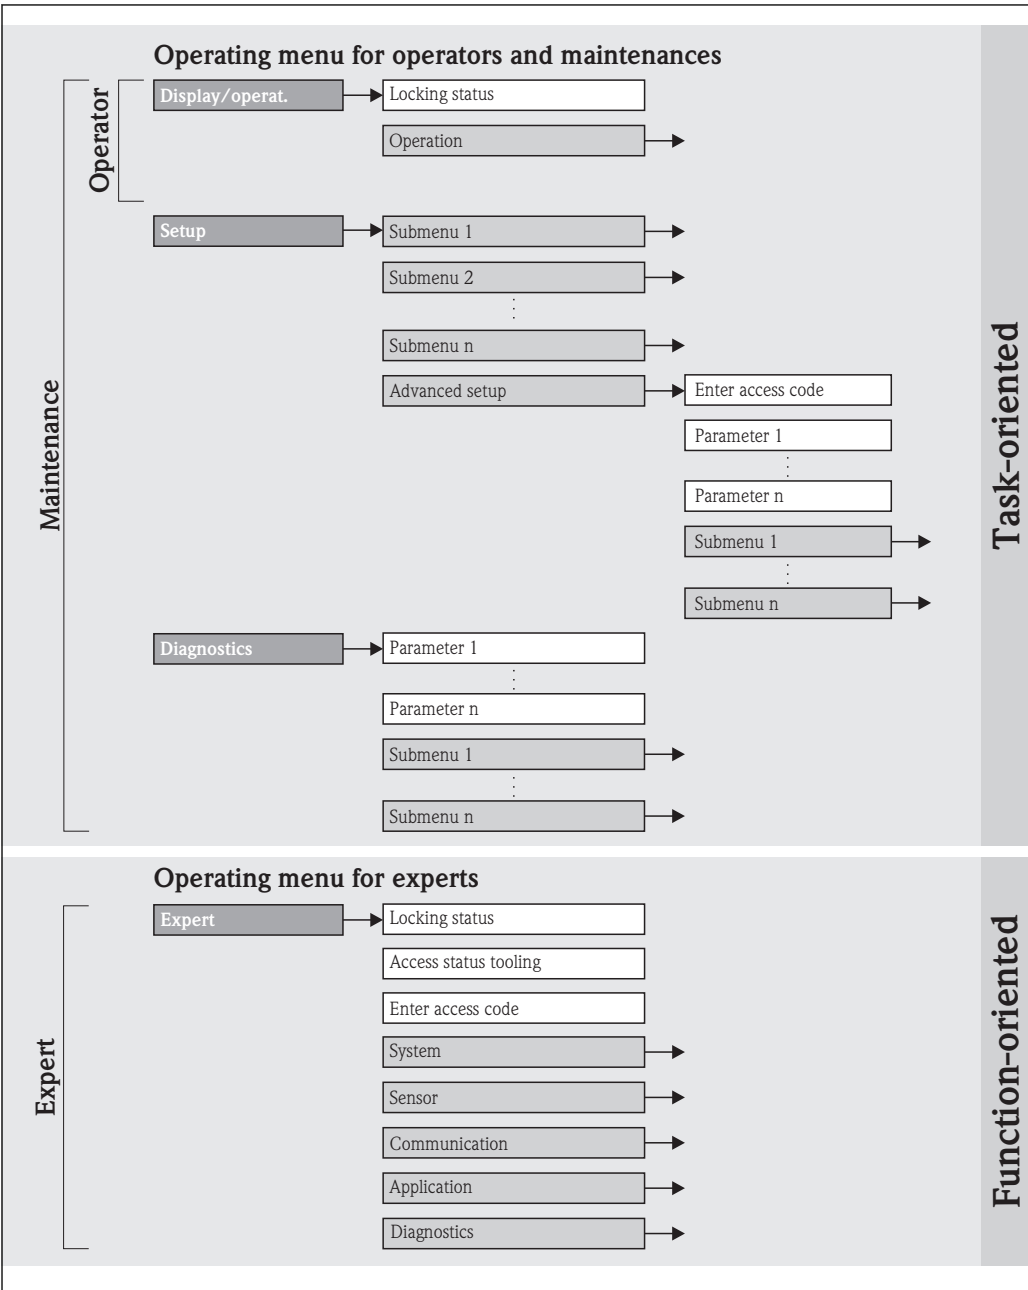 Operating menu for operators and maintenances
Operator
Display/operat.
Locking status
Operation
Maintenance
Setup
Submenu 1
Submenu 2
Submenu n
Advanced setup
Enter access code
Parameter 1
Parameter n
Submenu 1
Submenu n
Diagnostics
Parameter 1
Parameter n
Submenu 1
Submenu n
Task-oriented
Operating menu for experts
Expert
Expert
Locking status
Access status tooling
Enter access code
System
Sensor
Communication
Application
Diagnostics
Function-oriented